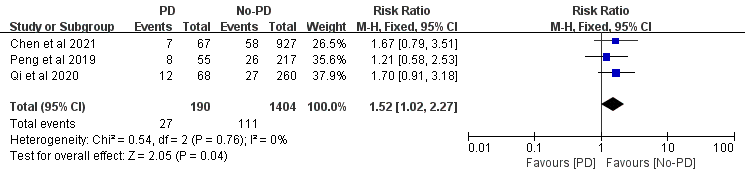 PD No-PD Risk Ratio Risk Ratio
Study or Subgroup Events Total Events Total Weight M-H, Fixed, 95% CI M-H, Fixed, 95% CI
Chen et al 2021 7 67 58 927 26.5% 1.67 [0.79, 3.51]
Peng et al 2019 8 55 26 217 35.6% 1.21 [0.58, 2.53]
Qi et al 2020 12 68 27 260 37.9% 1.70 [0.91, 3.18]
Total (95% CI) 190 1404 100.0% 1.52 [1.02, 2.27]
Total events 27 111
Heterogeneity: Chi² = 0.54, df = 2 (P = 0.76); I² = 0%
Test for overall effect: Z = 2.05 (P = 0.04)
0.01 0.1 1 10 100
Favours [PD] Favours [No-PD]